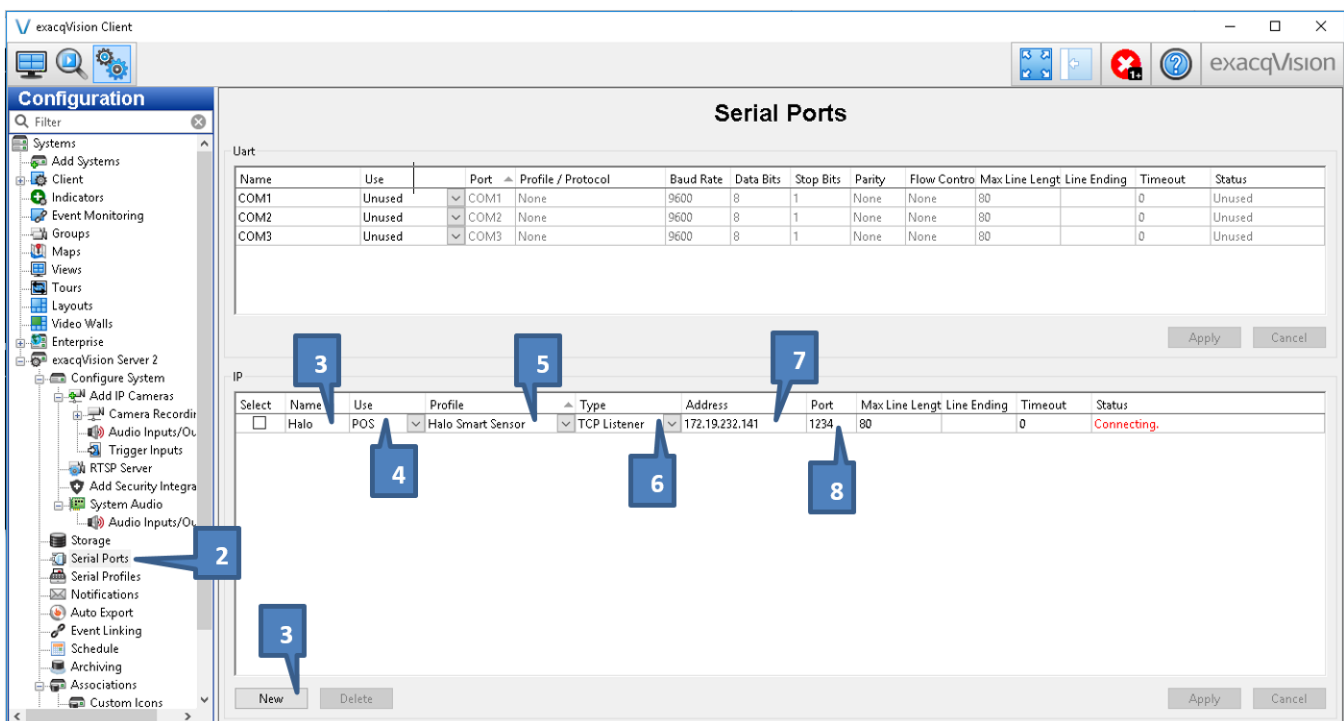 exacqVision Client
1+
?
exacqVision
Configuration
Filter
Systems
Add Systems
Client
Indicators
Event Monitoring
Groups
Maps
Views
Tours
Layouts
Video Walls
Enterprise
exacqVision Server 2
Configure System
Add IP Cameras
Camera Recordin
Audio Inputs/Ou
Trigger Inputs
RTSP Server
Add Security Integra
System Audio
Audio Inputs/Ou
Storage
Serial Ports
Serial Profiles
Notifications
Auto Export
Event Linking
Schedule
Archiving
Associations
Custom Icons
Serial Ports
Uart
Name Use Port Profile / Protocol Baud Rate Data Bits Stop Bits Parity Flow Contro Max Line Lengt Line Ending Timeout Status
COM1 Unused COM1 None 9600 8 1 None None 80 0 Unused
COM2 Unused COM2 None 9600 8 1 None None 80 0 Unused
COM3 Unused COM3 None 9600 8 1 None None 80 0 Unused
Apply Cancel
3 5 7
IP
Select Name Use Profile Type Address Port Max Line Lengt Line Ending Timeout Status
Halo POS Halo Smart Sensor TCP Listener 172.19.232.141 1234 80 0 Connecting.
4 6 8
2
3
New Delete Apply Cancel